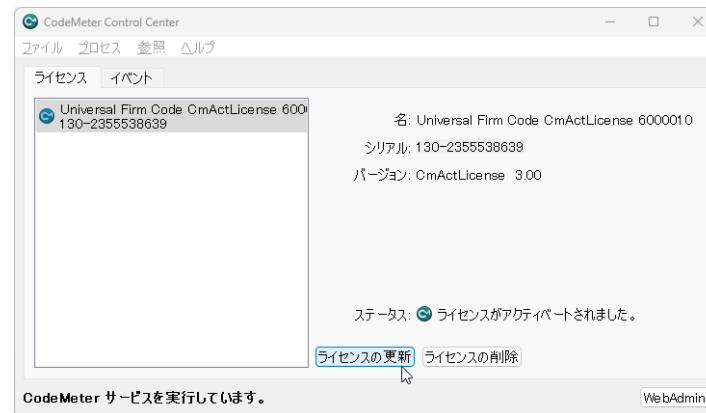 CodeMeter Control Center
ファイル プロセス 参照 ヘルプ
ライセンス イベント
Universal Firm Code CmActLicense 600
130-2355538639
名: Universal Firm Code CmActLicense 6000010
シリアル: 130-2355538639
バージョン: CmActLicense 3.00
ステータス: ライセンスがアクティベートされました。
ライセンスの更新 ライセンスの削除
CodeMeter サービスを実行しています。
WebAdmin